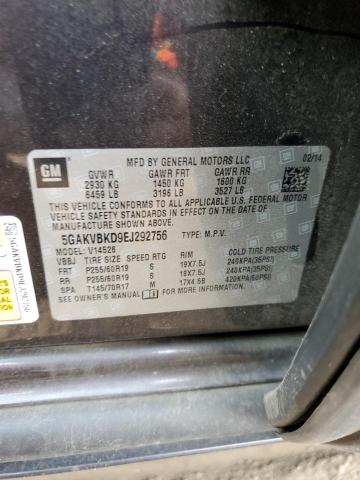 MFD BY GENERAL MOTORS LLC 02/14
GM
GVWR GAWR FRT GAWR RR
2930 KG 1450 KG 1600 KG
6459 LB 3196 LB 3527 LB
THIS VEHICLE CONFORMS TO ALL APPLICABLE U.S. FEDERAL MOTOR
VEHICLE SAFETY AND THEFT PREVENTION STANDARDS
IN EFFECT ON THE DATE OF
MANUFACTURE SHOWN ABOVE.
5GAKVBKD9EJ292756 TYPE: M.P.V.
MODEL: V14526
VBBJ TIRE SIZE SPEED RTG RIM COLD TIRE PRESSURE
FRT P255/60R19 S 19X7.5J 240KPA(35PSI)
RR P255/60R19 S 19X7.5J 240KPA(35PSI)
SPA T145/70R17 M 17X4.5B 420KPA(60PSI)
SEE OWNER'S MANUAL FOR MORE INFORMATION.